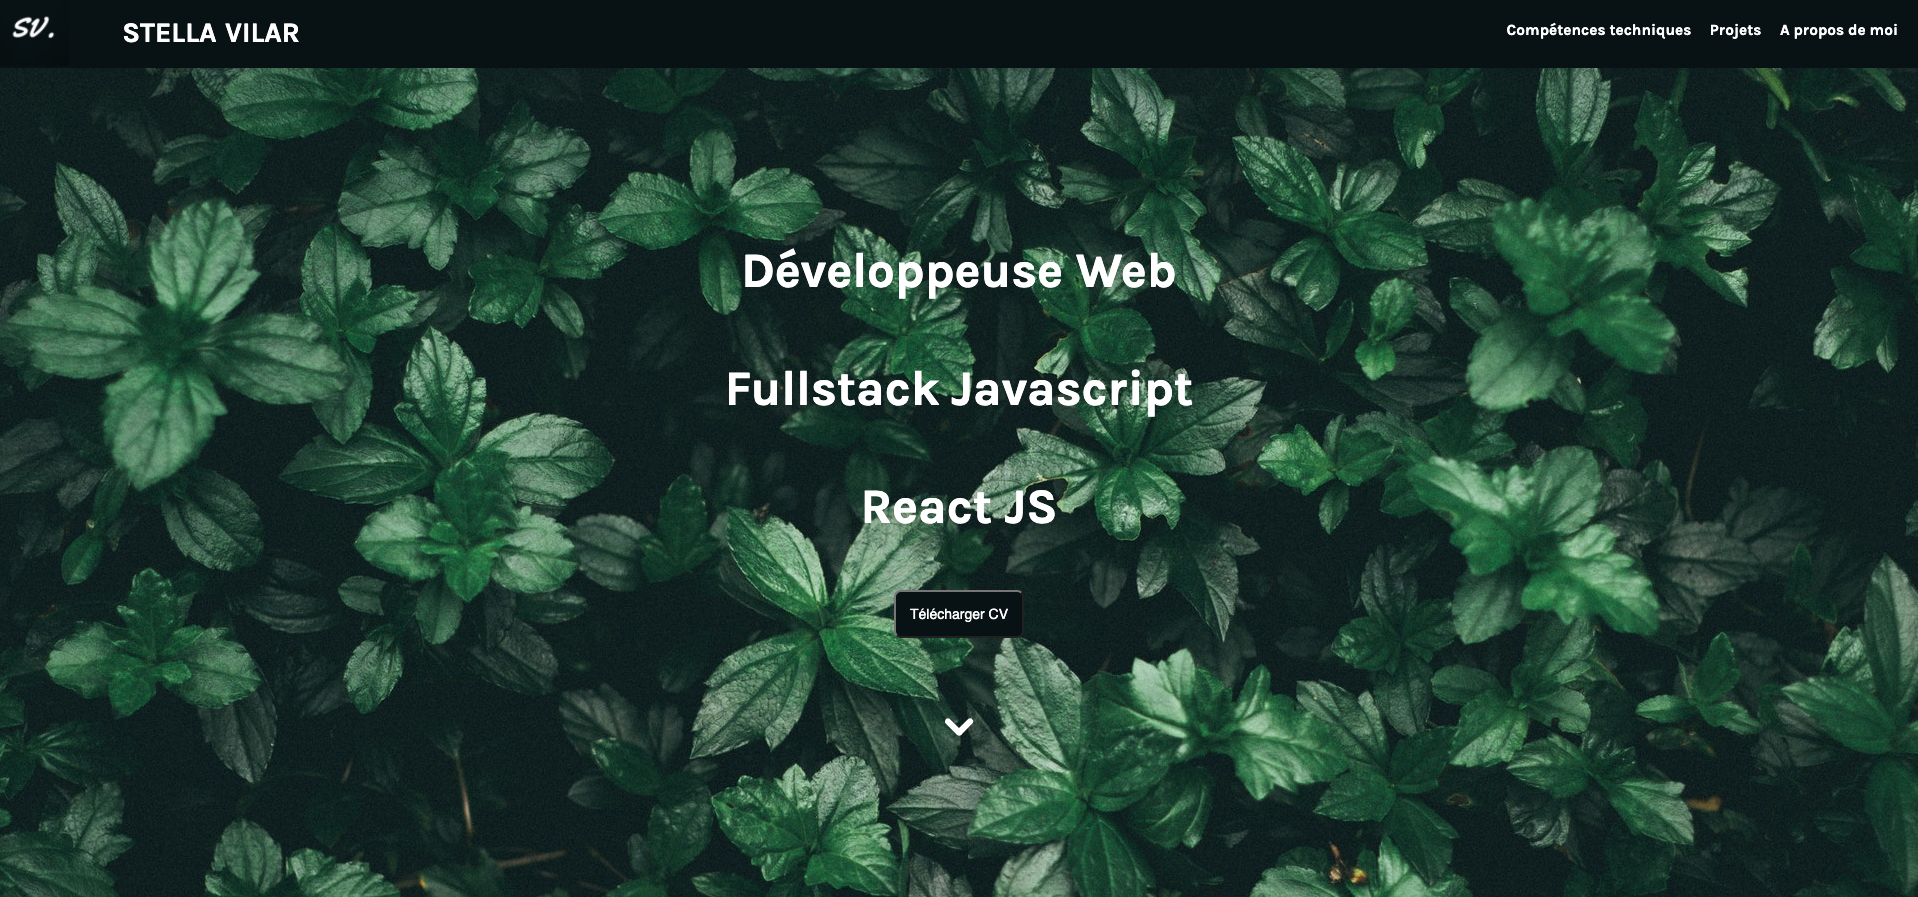 SV.
STELLA VILAR
Compétences techniques
Projets
A propos de moi
Développeuse Web
Fullstack Javascript
React JS
Télécharger CV